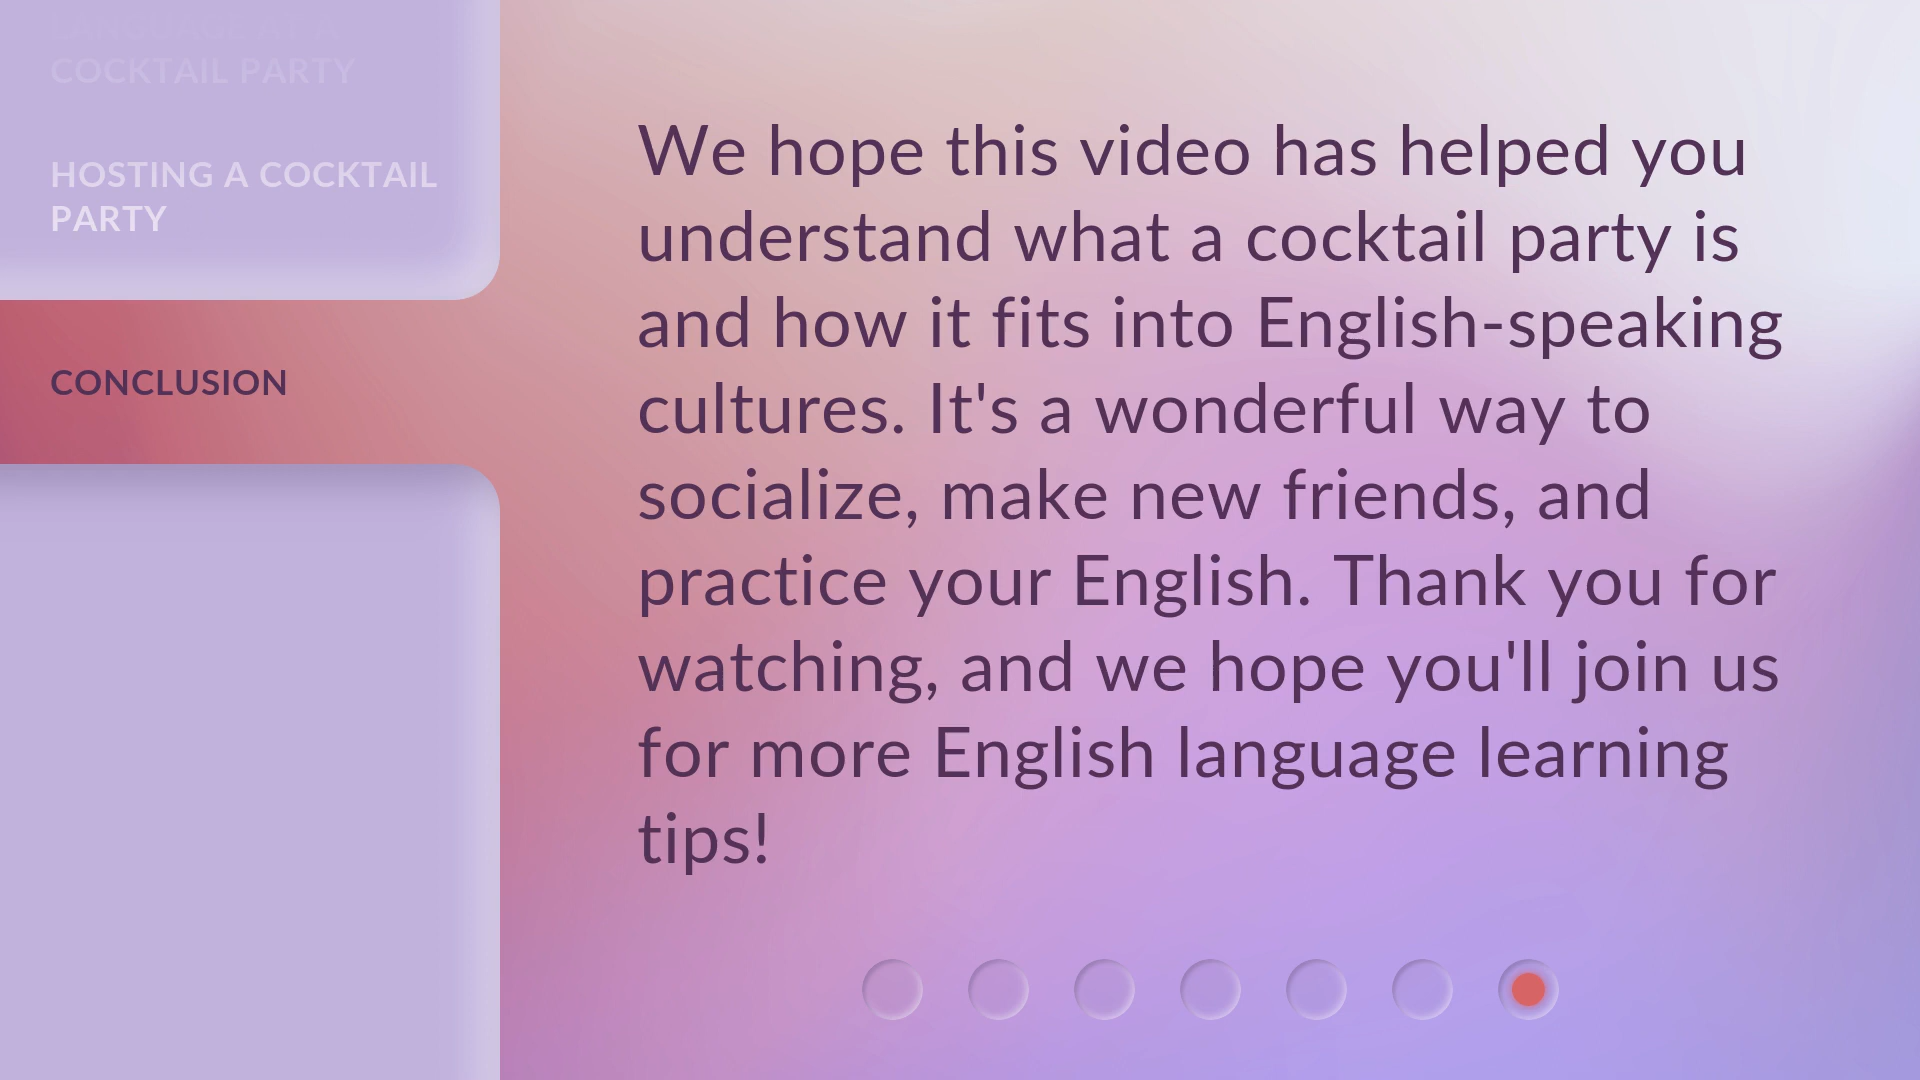 LANGUAGE AT A
COCKTAIL PARTY
HOSTING A COCKTAIL
PARTY
CONCLUSION
We hope this video has helped you
understand what a cocktail party is
and how it fits into English-speaking
cultures. It's a wonderful way to
socialize, make new friends, and
practice your English. Thank you for
watching, and we hope you'll join us
for more English language learning
tips!